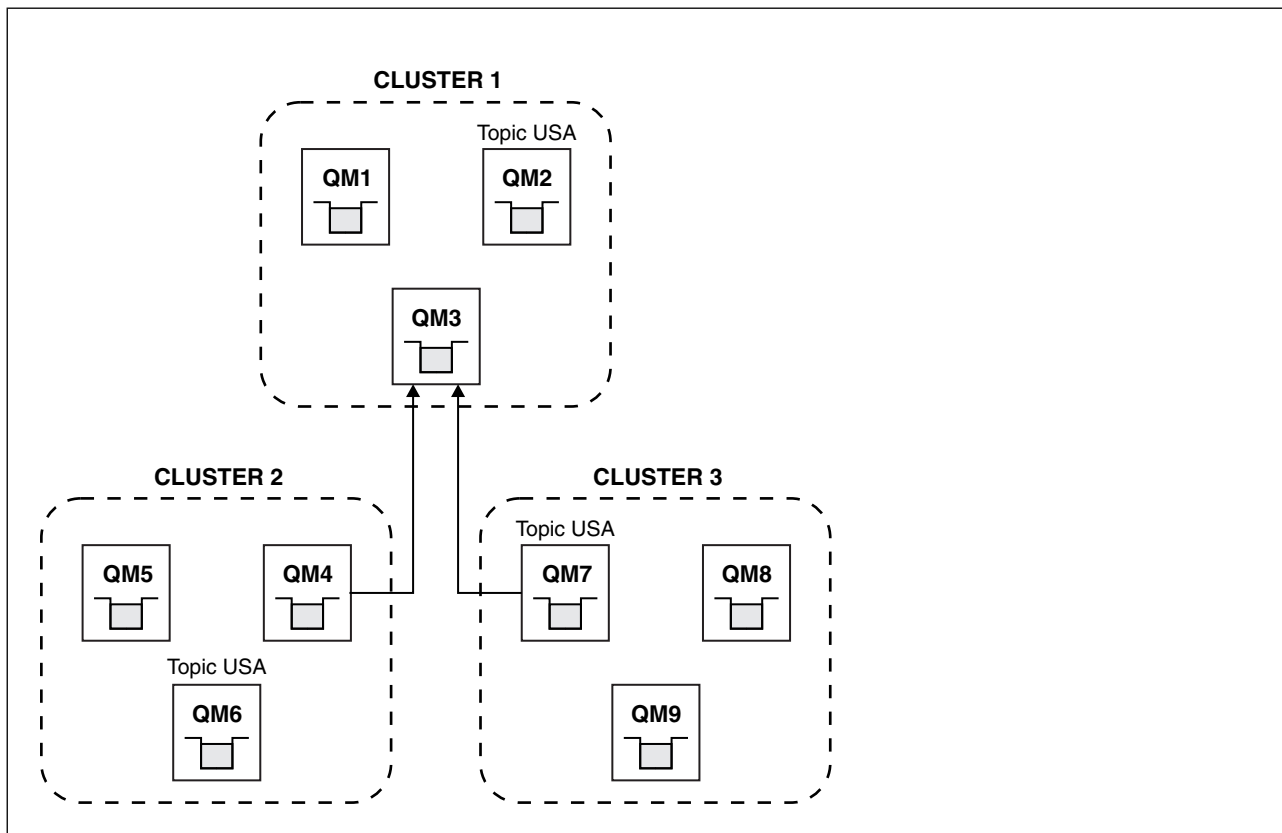 CLUSTER 1
Topic USA
QM1
QM2
QM3
CLUSTER 2
CLUSTER 3
Topic USA
QM5
QM4
QM7
QM8
Topic USA
QM6
QM9